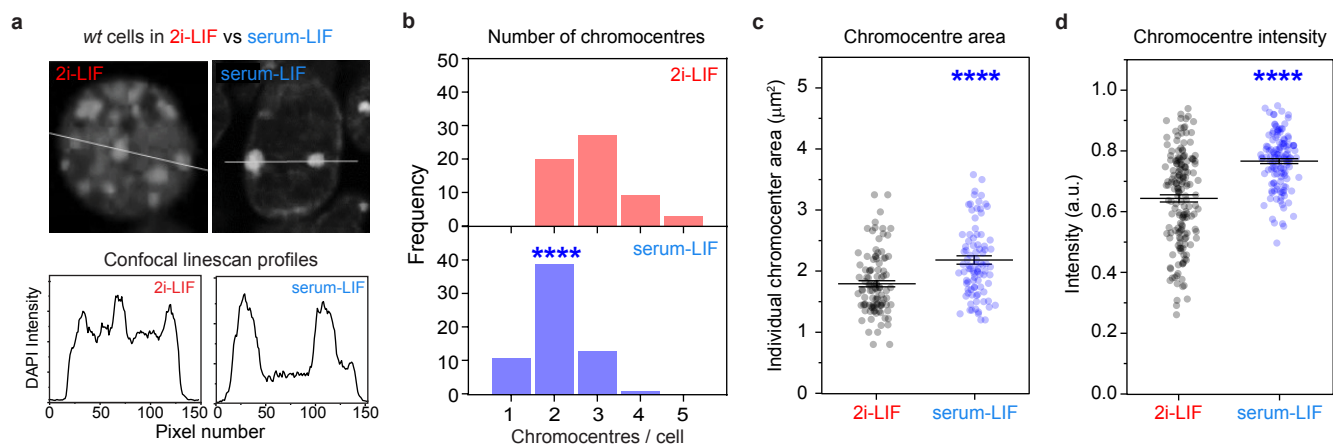 a
wt cells in 2i-LIF vs serum-LIF
2i-LIF
serum-LIF
Confocal linescan profiles
2i-LIF
serum-LIF
DAPI Intensity
0 50 100 150
0 50 100 150
Pixel number
b
Number of chromocentres
2i-LIF
50
40
30
20
10
0
Frequency
serum-LIF
****
40
30
20
10
0
1 2 3 4 5
Chromocentres / cell
c
Chromocentre area
****
Individual chromocenter area (μm²)
5
4
3
2
1
0
2i-LIF serum-LIF
d
Chromocentre intensity
****
Intensity (a.u.)
1.0
0.8
0.6
0.4
0.2
0.0
2i-LIF serum-LIF